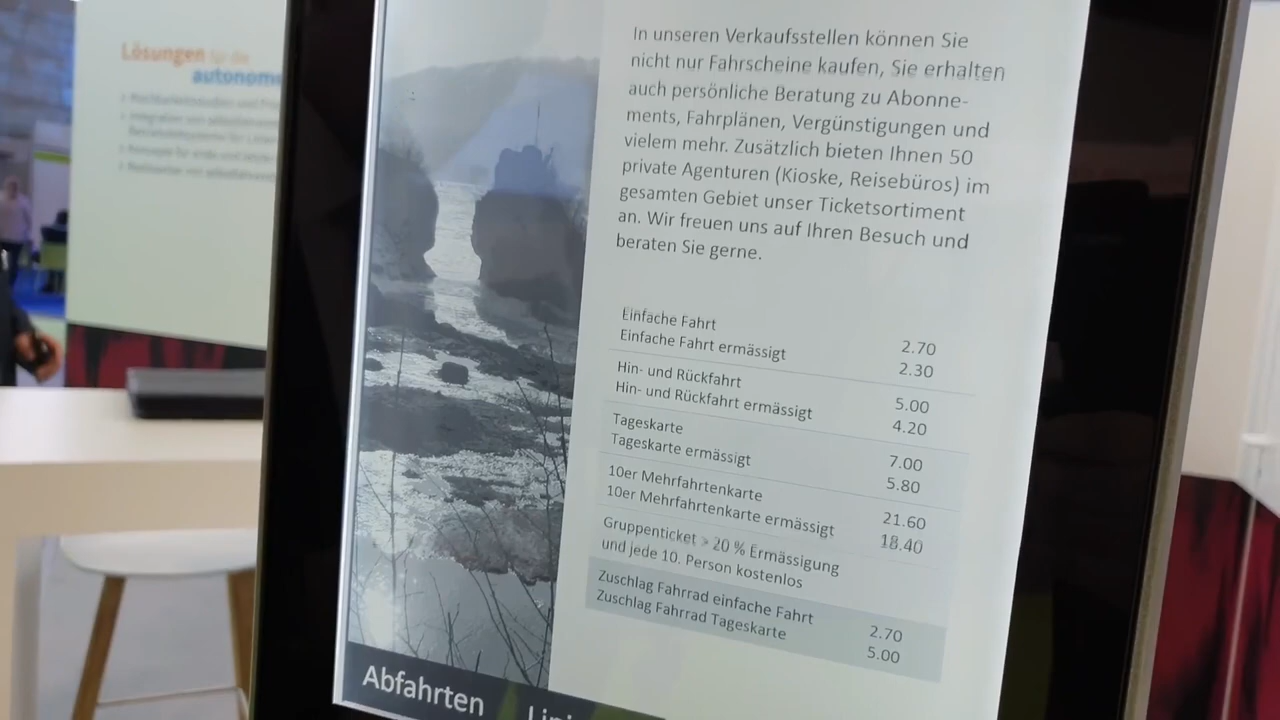 Lösungen für die
autonome
In unseren Verkaufsstellen können Sie
nicht nur Fahrscheine kaufen, Sie erhalten
auch persönliche Beratung zu Abonne-
ments, Fahrplänen, Vergünstigungen und
vielem mehr. Zusätzlich bieten Ihnen 50
private Agenturen (Kioske, Reisebüros) im
gesamten Gebiet unser Ticketsortiment
an. Wir freuen uns auf Ihren Besuch und
beraten Sie gerne.
Einfache Fahrt 2.70
Einfache Fahrt ermässigt 2.30
Hin- und Rückfahrt 5.00
Hin- und Rückfahrt ermässigt 4.20
Tageskarte 7.00
Tageskarte ermässigt 5.80
10er Mehrfahrtenkarte 21.60
10er Mehrfahrtenkarte ermässigt 18.40
Gruppenticket > 20 % Ermässigung
und jede 10. Person kostenlos
Zuschlag Fahrrad einfache Fahrt 2.70
Zuschlag Fahrrad Tageskarte 5.00
Abfahrten